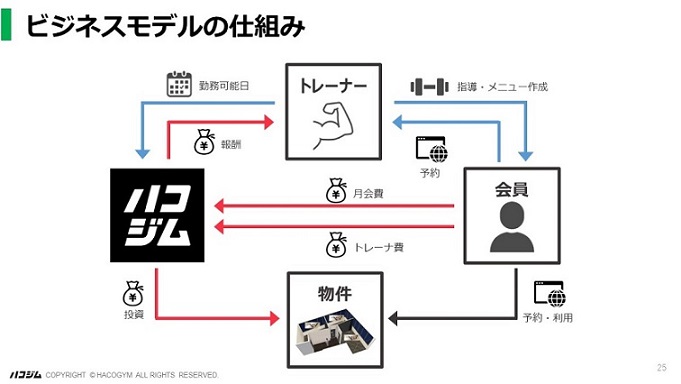 ビジネスモデルの仕組み
勤務可能日
トレーナー
指導・メニュー作成
¥
報酬
予約
ハコ
ジム
¥
月会費
会員
¥
トレーナ費
¥
投資
物件
予約・利用
25
ハコジム COPYRIGHT © HACOGYM ALL RIGHTS RESERVED.